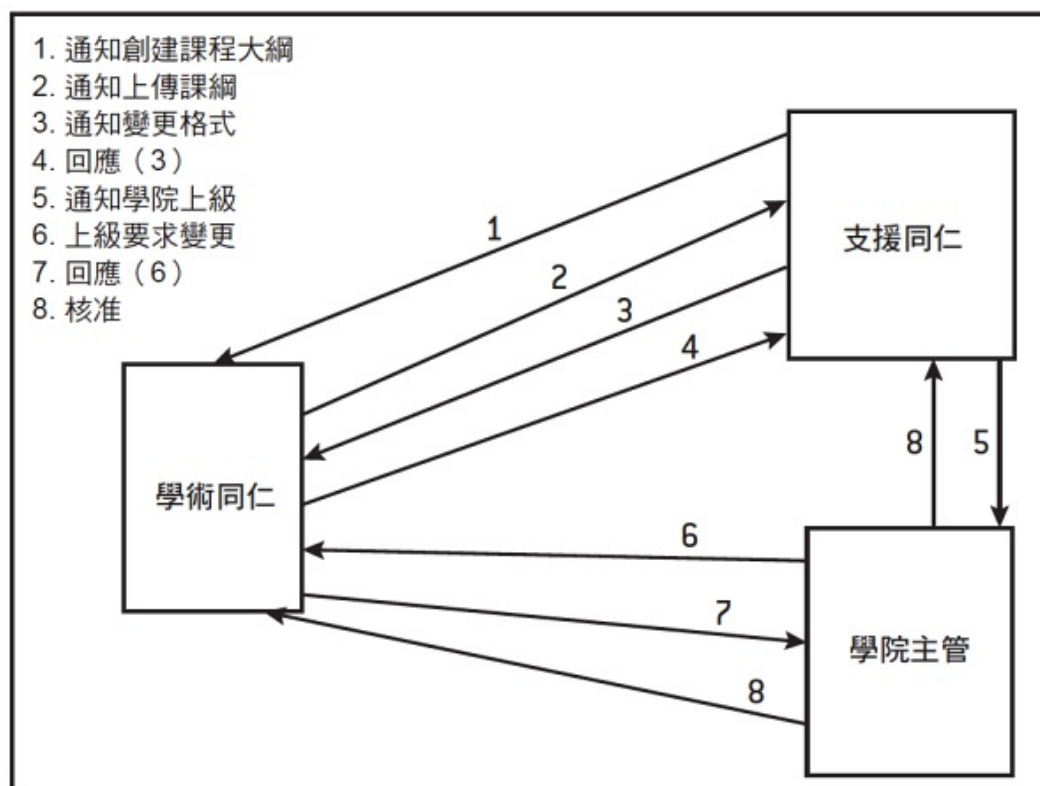 1. 通知創建課程大綱
2. 通知上傳課綱
3. 通知變更格式
4. 回應（3）
5. 通知學院上級
6. 上級要求變更
7. 回應（6）
8. 核准
支援同仁
1
2
3
4
學術同仁
8
5
6
7
學院主管
8